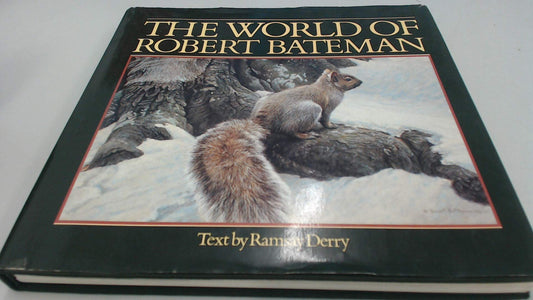 THE WORLD OF
ROBERT BATEMAN
Text by Ramsay Derry